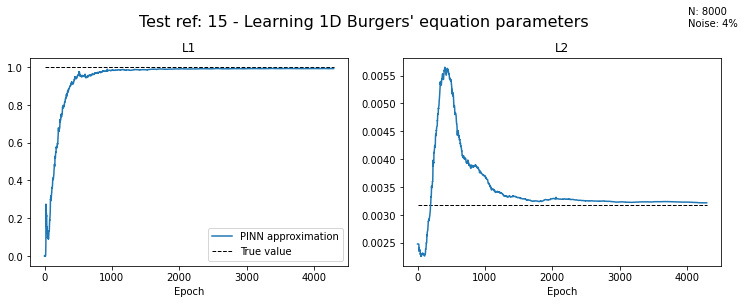 Test ref: 15 - Learning 1D Burgers' equation parameters
N: 8000
Noise: 4%
L1
1.0
0.8
0.6
0.4
0.2
0.0
0
1000
2000
3000
4000
Epoch
PINN approximation
True value
L2
0.0055
0.0050
0.0045
0.0040
0.0035
0.0030
0.0025
0
1000
2000
3000
4000
Epoch